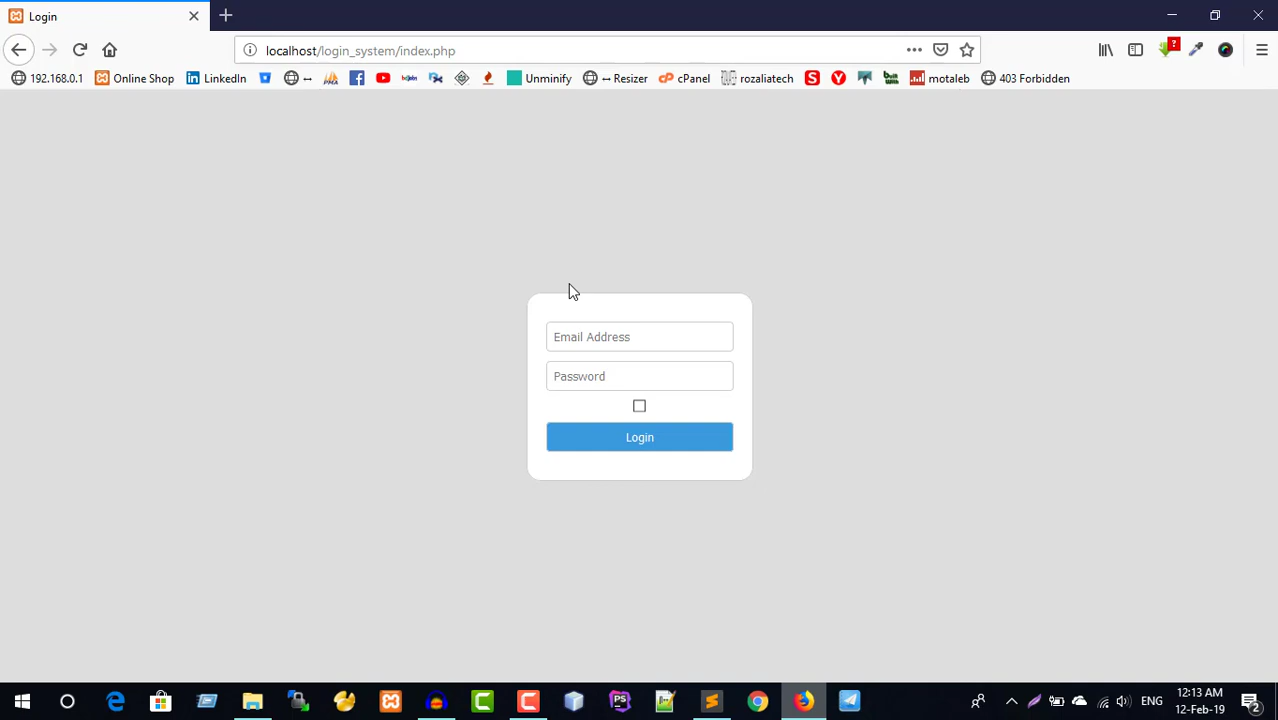 Login
localhost/login_system/index.php
192.168.0.1 Online Shop LinkedIn Unminify Resizer cPanel rozaliatech S Y motaleb 403 Forbidden
Email Address
Password
Login
12:13 AM
ENG
12-Feb-19